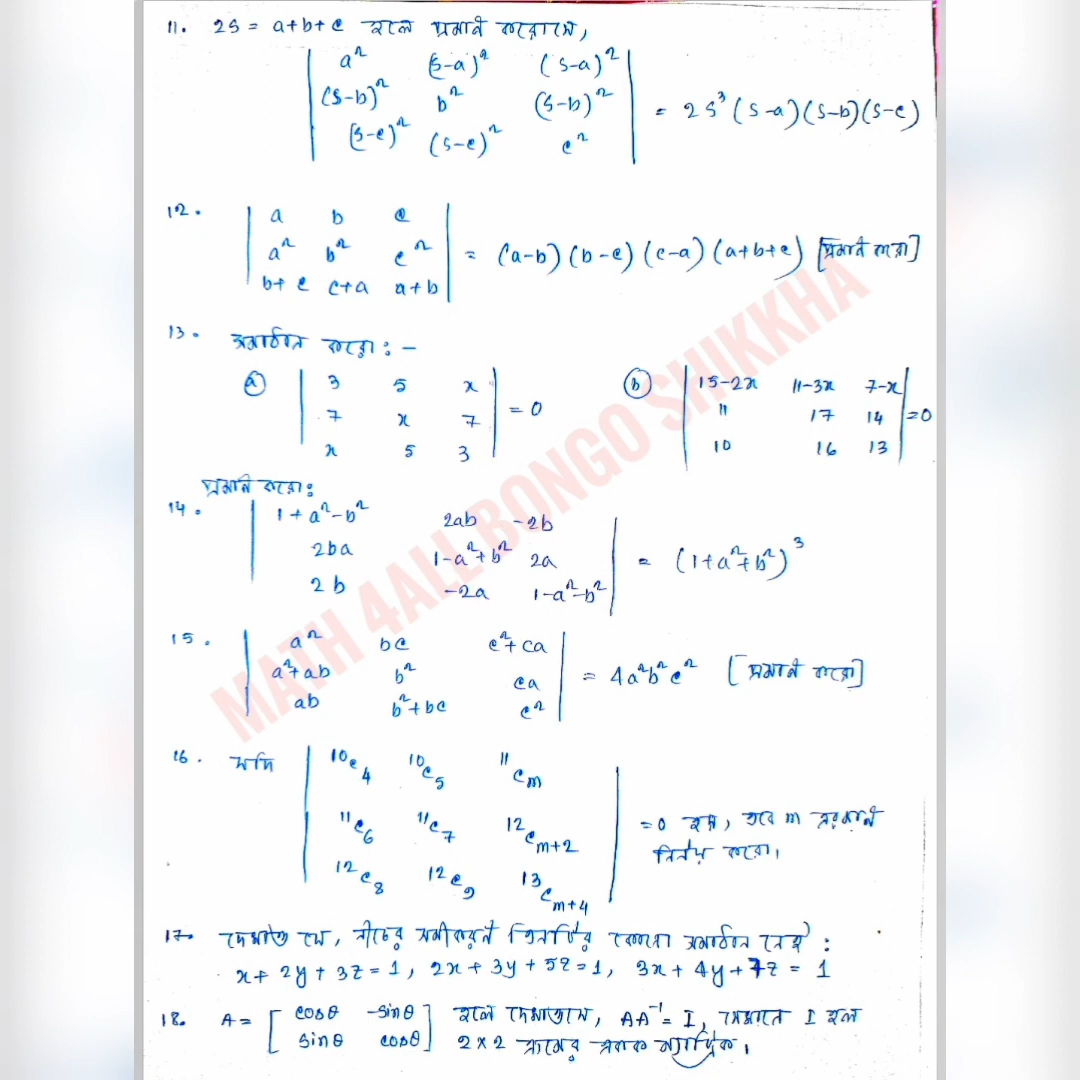 11. 2S = a+b+c হলে প্রমাণ করো যে,
| a² (S-a)² (S-a)² |
| (S-b)² b² (S-b)² | = 2S³ (S-a)(S-b)(S-c)
| (S-c)² (S-c)² c² |
12. | a b c |
| a² b² c² | = (a-b)(b-c)(c-a)(a+b+c) [প্রমাণ করো]
| b+c c+a a+b |
13. সমাধান করো:-
ⓐ | 3 5 x | ⓑ | 15-2x 11-3x 7-x |
| 7 x 7 | = 0 | 11 17 14 | = 0
| x 5 3 | | 10 16 13 |
প্রমাণ করো:
14. | 1+a²-b² 2ab -2b |
| 2ba 1-a²+b² 2a | = (1+a²+b²)³
| 2b -2a 1-a²-b² |
15. | a² bc c²+ca |
| a²+ab b² ca | = 4a²b²c² [প্রমাণ করো]
| ab b²+bc c² |
16. যদি | ¹⁰C₄ ¹⁰C₅ ¹¹Cm |
| ¹¹C₆ ¹¹C₇ ¹²Cm+2 | = 0 হয়, তবে m এর মান
নির্ণয় করো।
| ¹²C₈ ¹²C₉ ¹³Cm+4 |
17. দেখাও যে, নীচের সমীকরণ তিনটির কোনো সমাধান নেই:
x+2y+3z=1, 2x+3y+5z=1, 3x+4y+7z = 1
18. A = [ cosθ -sinθ ] হলে দেখাও যে, AA⁻¹ = I, যেখানে I হল
[ sinθ cosθ ] 2×2 ক্রমের একক ম্যাট্রিক্স।
MATH 4ALL BONGO SHIKKHA